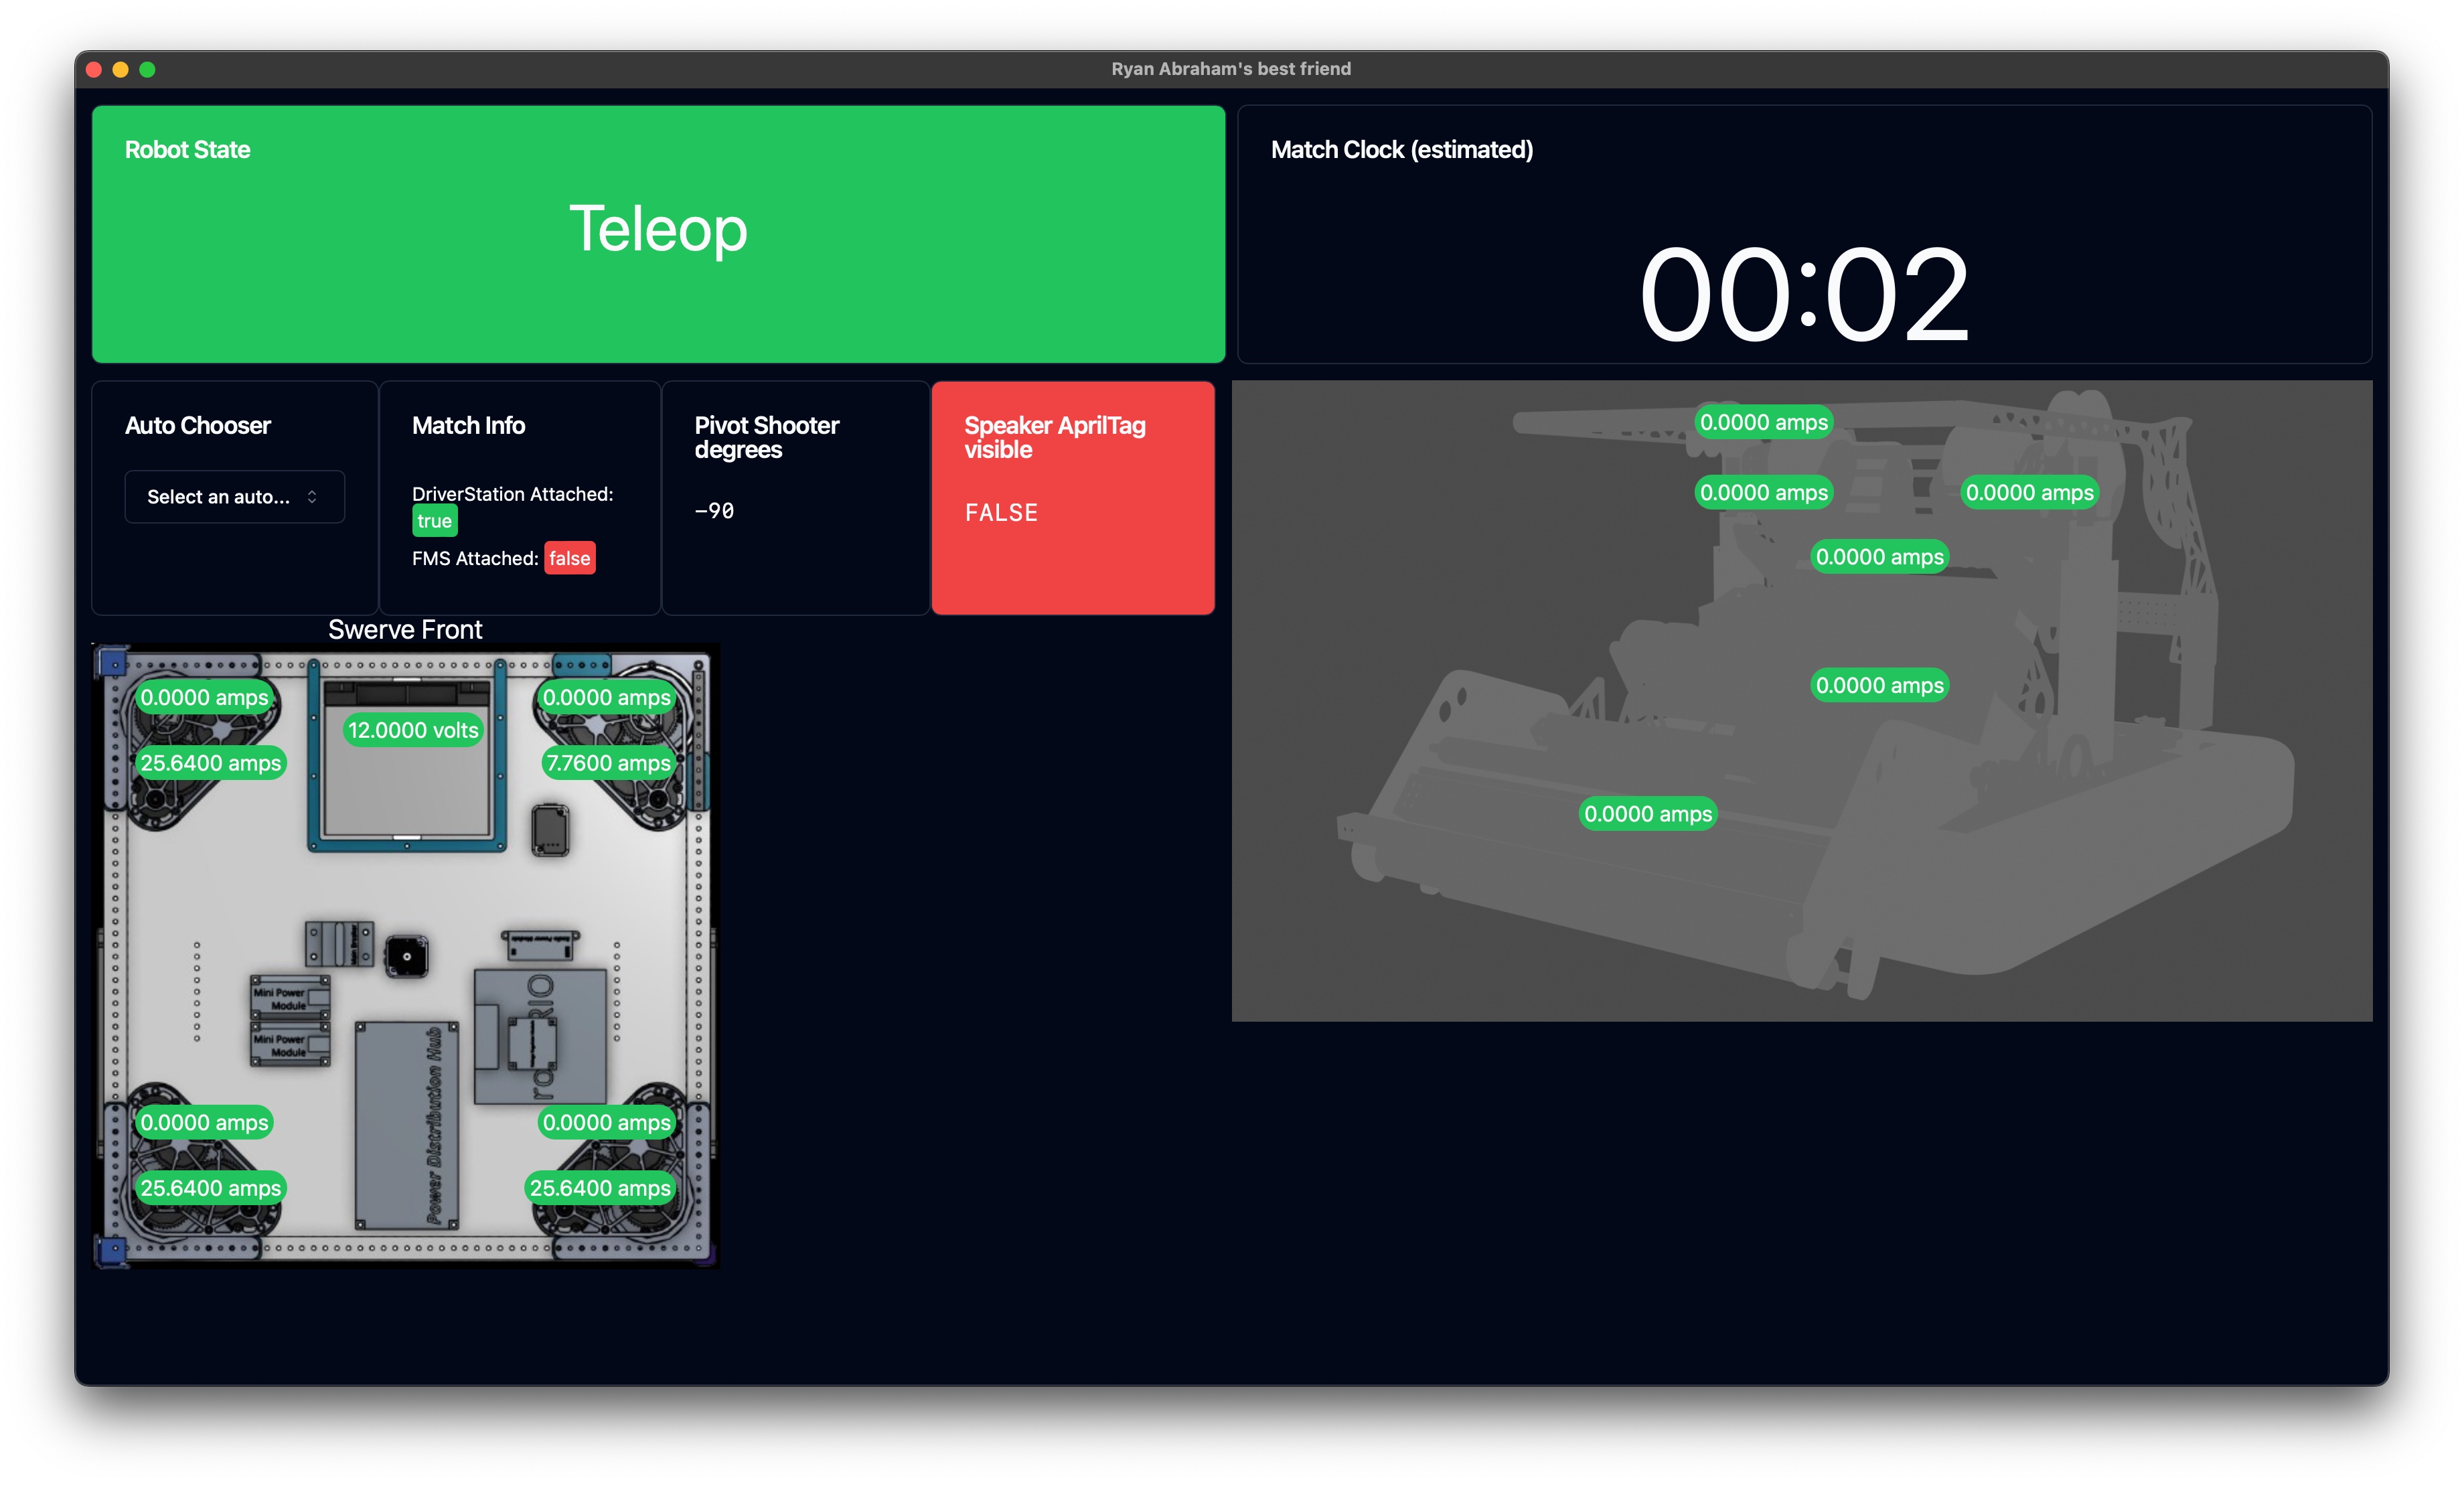 Ryan Abraham's best friend
Robot State
Teleop
Match Clock (estimated)
00:02
Auto Chooser
Select an auto...
Match Info
DriverStation Attached:
true
FMS Attached: false
Pivot Shooter
degrees
-90
Speaker AprilTag
visible
FALSE
Swerve Front
0.0000 amps
0.0000 amps
12.0000 volts
25.6400 amps
7.7600 amps
Mini Power
Module
Mini Power
Module
Power Distribution Hub
0.0000 amps
0.0000 amps
25.6400 amps
25.6400 amps
0.0000 amps
0.0000 amps
0.0000 amps
0.0000 amps
0.0000 amps
0.0000 amps